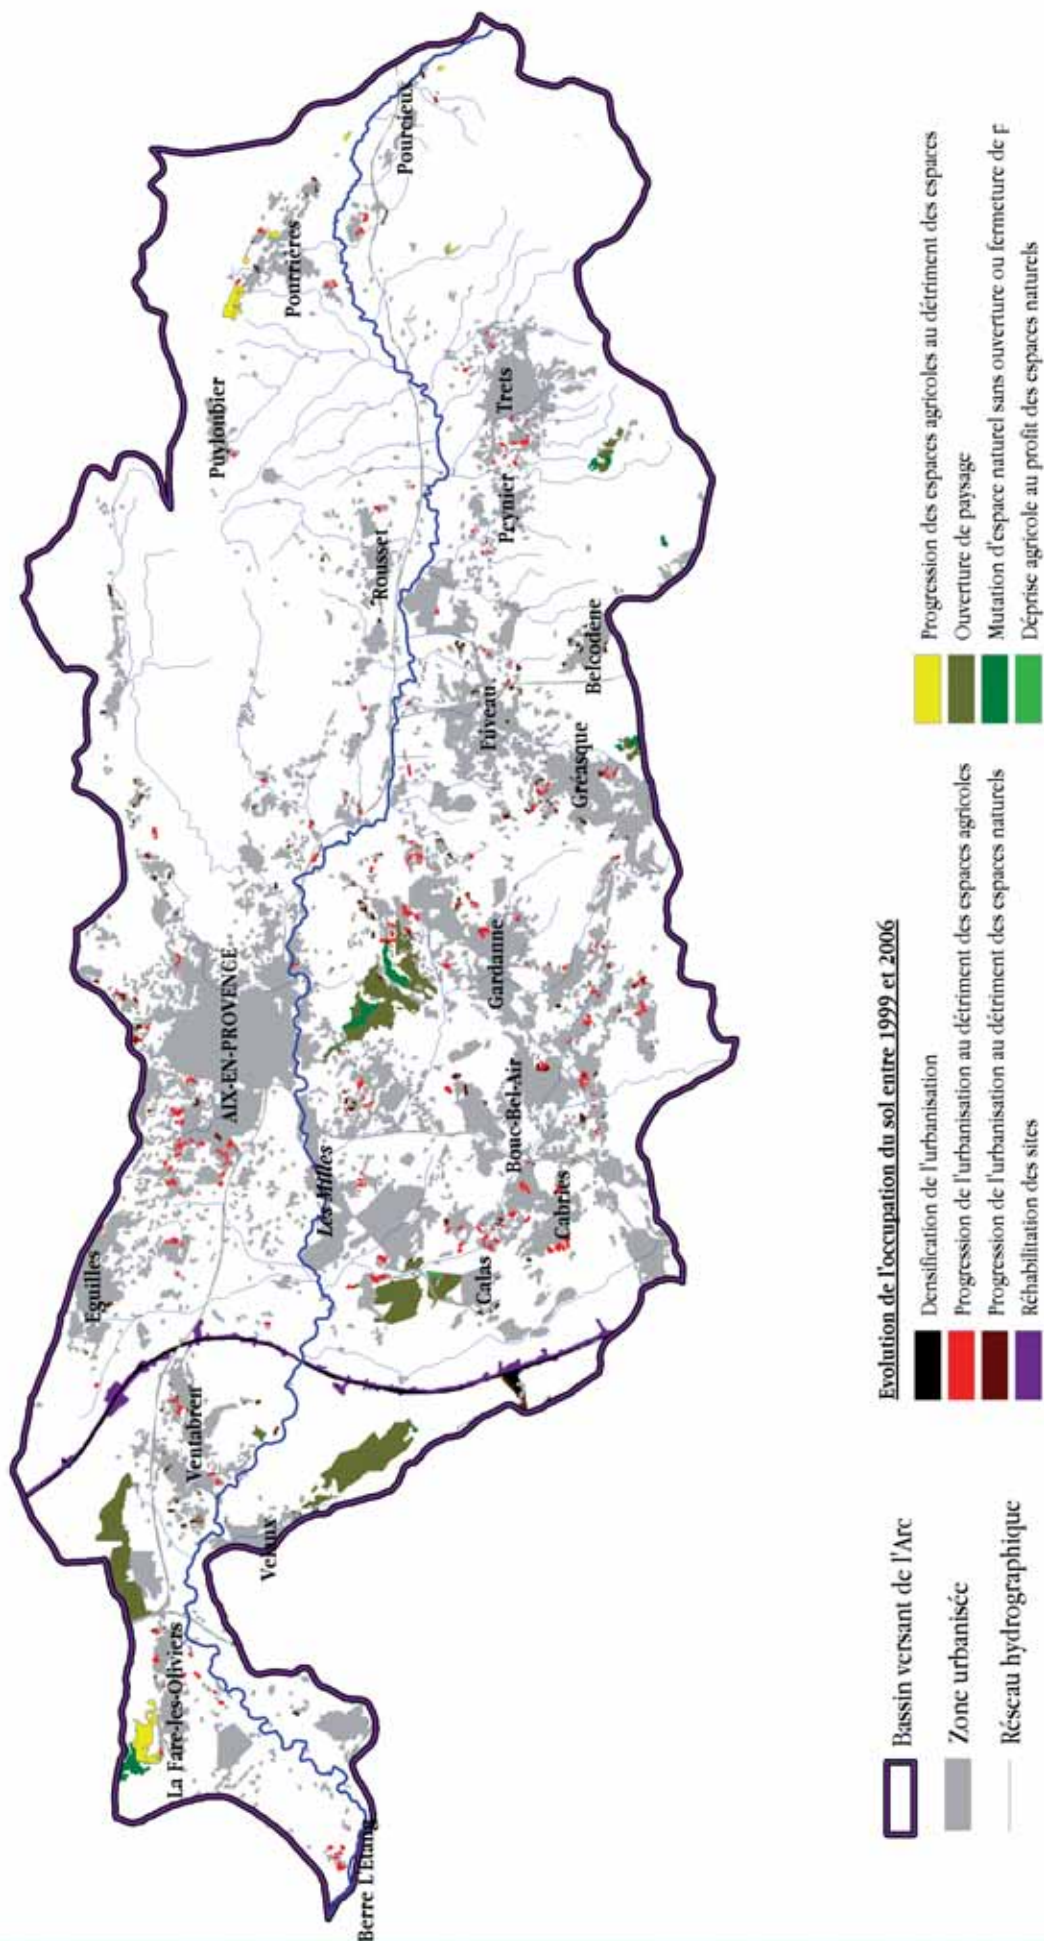 Pourcieux
Pourrières
Puyloubier
Trets
Peynier
Rousset
Belcodène
Fuveau
Gréasque
AIX-EN-PROVENCE
Gardanne
Bouc-Bel-Air
Les Milles
Cabriès
Calas
Eguilles
Ventabren
Velaux
La Fare-les-Oliviers
Berre L'Etang
Bassin versant de l'Arc
Zone urbanisée
Réseau hydrographique
Evolution de l'occupation du sol entre 1999 et 2006
Densification de l'urbanisation
Progression de l'urbanisation au détriment des espaces agricoles
Progression de l'urbanisation au détriment des espaces naturels
Réhabilitation des sites
Progression des espaces agricoles au détriment des espaces
Ouverture de paysage
Mutation d'espace naturel sans ouverture ou fermeture de p
Déprise agricole au profit des espaces naturels